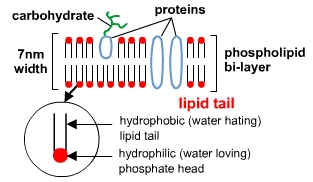 proteins
carbohydrate
7nm
width
phospholipid
bi-layer
lipid tail
hydrophobic (water hating)
lipid tail
hydrophilic (water loving)
phosphate head